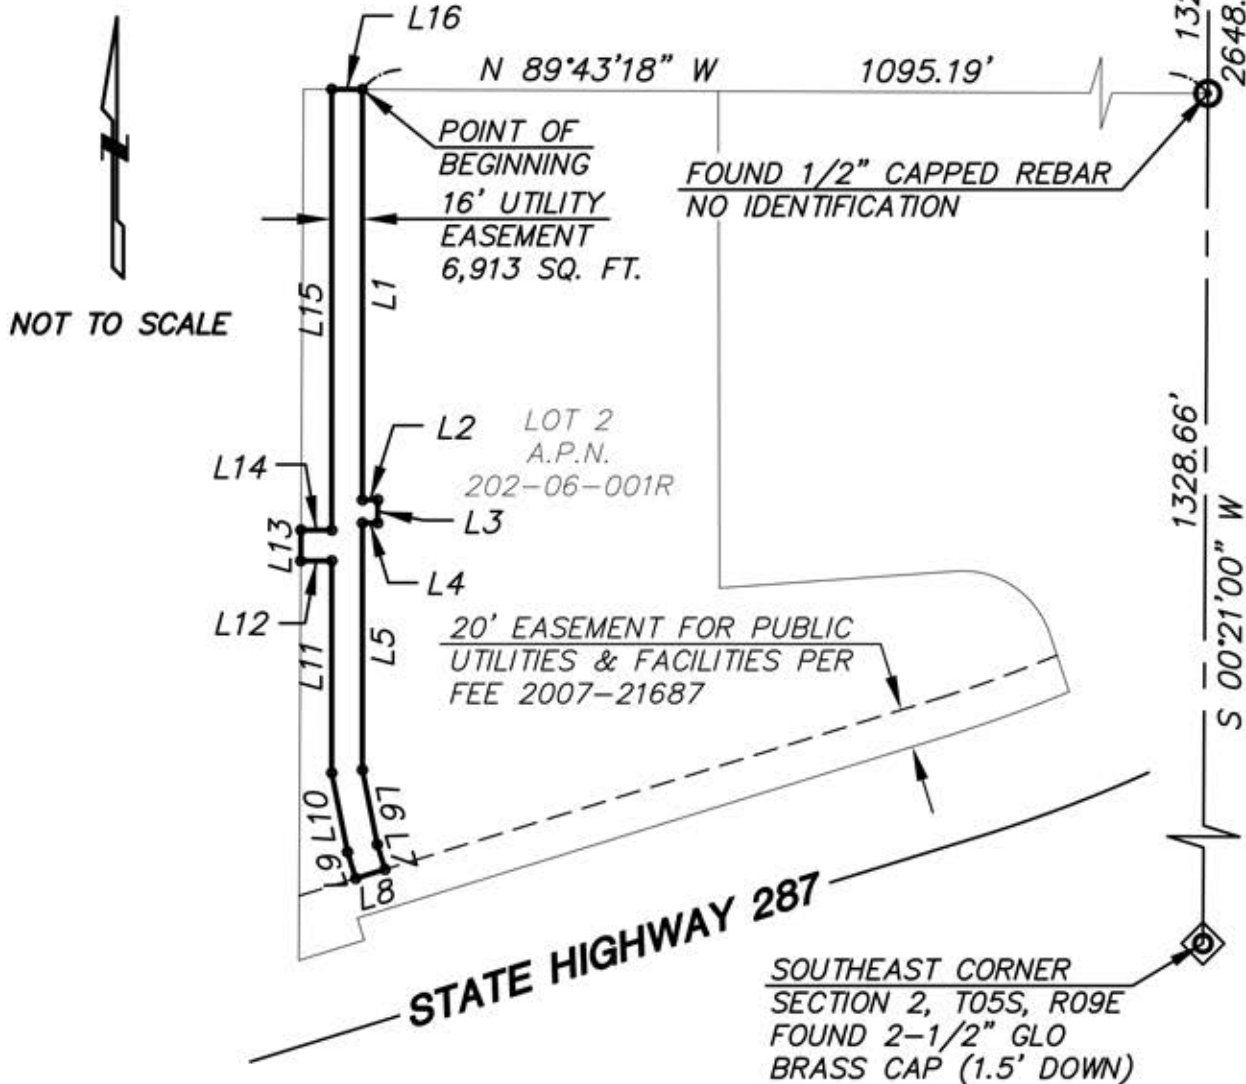 L16
N 89°43'18" W
1095.19'
132
2648.
POINT OF
BEGINNING
FOUND 1/2" CAPPED REBAR
NO IDENTIFICATION
16' UTILITY
EASEMENT
6,913 SQ. FT.
L15
L1
NOT TO SCALE
LOT 2
A.P.N.
202-06-001R
L2
L14
L3
L13
L4
L12
1328.66'
S 00°21'00" W
L11
L5
20' EASEMENT FOR PUBLIC
UTILITIES & FACILITIES PER
FEE 2007-21687
L10
L6
L9
L7
L8
STATE HIGHWAY 287
SOUTHEAST CORNER
SECTION 2, T05S, R09E
FOUND 2-1/2" GLO
BRASS CAP (1.5' DOWN)